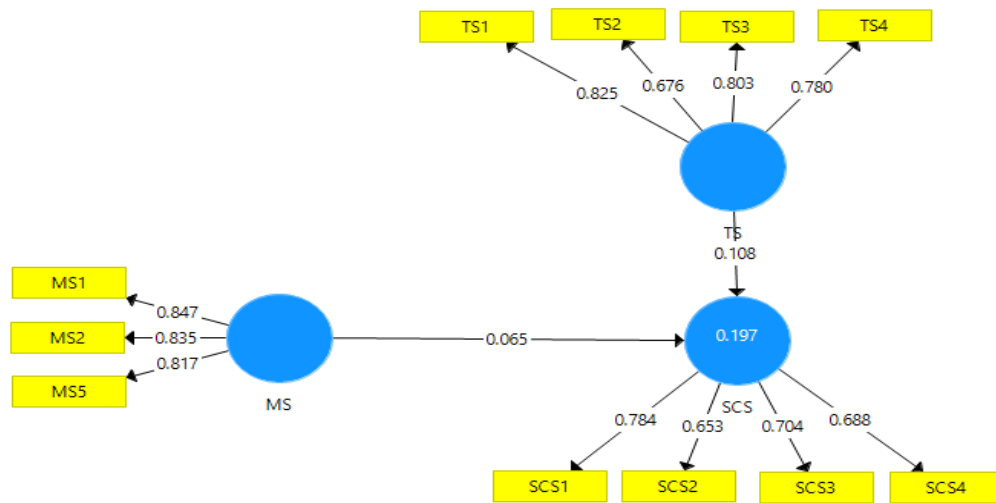 TS1
TS2
TS3
TS4
0.825
0.676
0.803
0.780
TS
0.108
MS1
MS2
MS5
0.847
0.835
0.817
MS
0.065
0.197
SCS
0.784
0.653
0.704
0.688
SCS1
SCS2
SCS3
SCS4